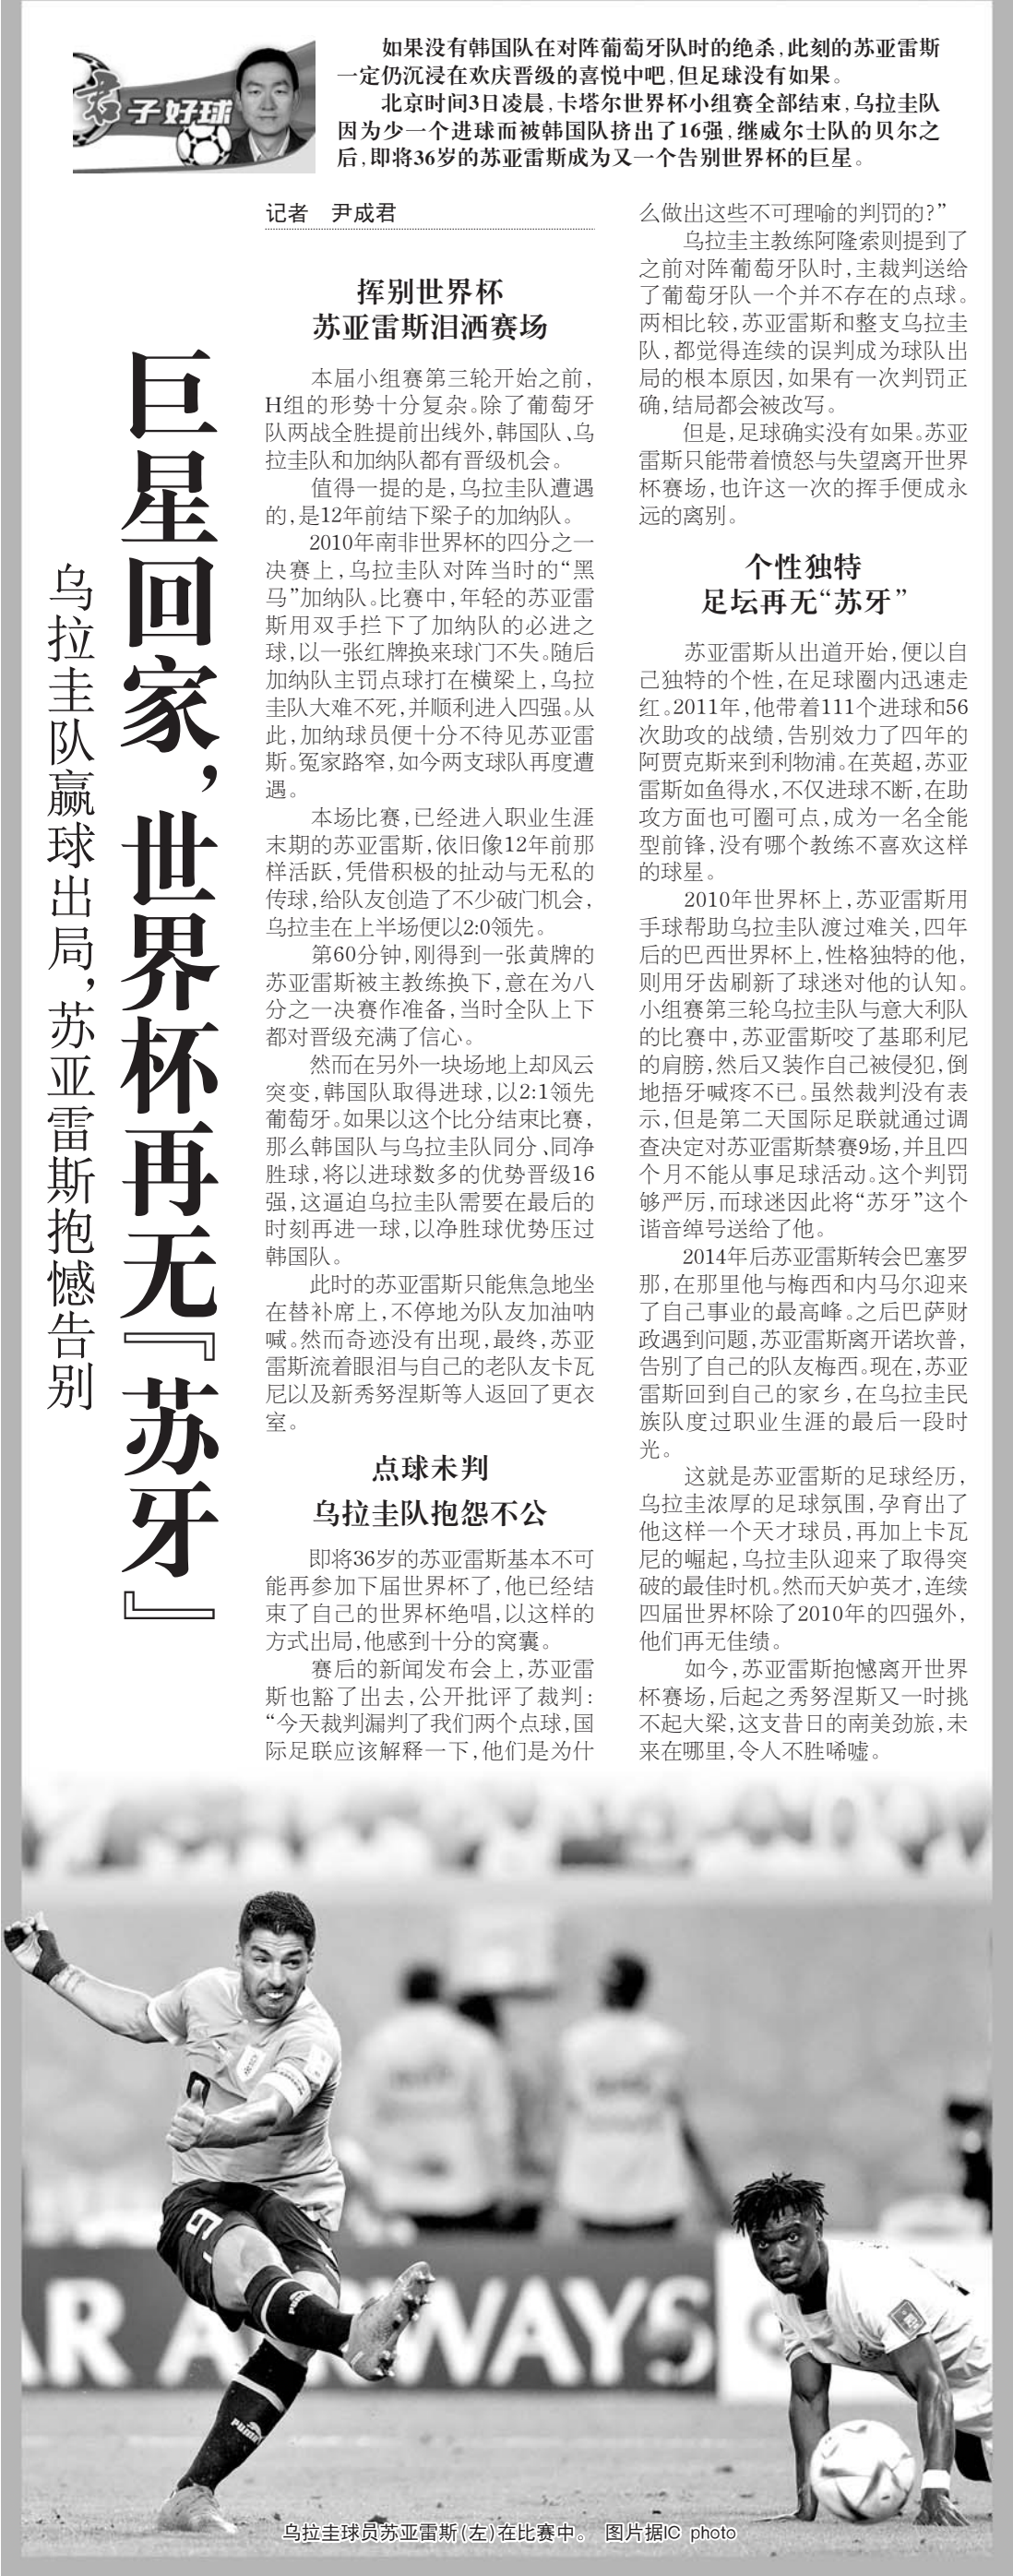 君子好球
如果没有韩国队在对阵葡萄牙队时的绝杀，此刻的苏亚雷斯
一定仍沉浸在欢庆晋级的喜悦中吧，但足球没有如果。
北京时间3日凌晨，卡塔尔世界杯小组赛全部结束，乌拉圭队
因为少一个进球而被韩国队挤出了16强，继威尔士队的贝尔之
后，即将36岁的苏亚雷斯成为又一个告别世界杯的巨星。
巨星回家，世界杯再无『苏牙』
乌拉圭队赢球出局，苏亚雷斯抱憾告别
记者 尹成君
挥别世界杯
苏亚雷斯泪洒赛场
本届小组赛第三轮开始之前，
H组的形势十分复杂。除了葡萄牙
队两战全胜提前出线外，韩国队、乌
拉圭队和加纳队都有晋级机会。
值得一提的是，乌拉圭队遭遇
的，是12年前结下梁子的加纳队。
2010年南非世界杯的四分之一
决赛上，乌拉圭队对阵当时的“黑
马”加纳队。比赛中，年轻的苏亚雷
斯用双手拦下了加纳队的必进之
球，以一张红牌换来球门不失。随后
加纳队主罚点球打在横梁上，乌拉
圭队大难不死，并顺利进入四强。从
此，加纳球员便十分不待见苏亚雷
斯。冤家路窄，如今两支球队再度遭
遇。
本场比赛，已经进入职业生涯
末期的苏亚雷斯，依旧像12年前那
样活跃，凭借积极的扯动与无私的
传球，给队友创造了不少破门机会，
乌拉圭在上半场便以2:0领先。
第60分钟，刚得到一张黄牌的
苏亚雷斯被主教练换下，意在为八
分之一决赛作准备，当时全队上下
都对晋级充满了信心。
然而在另外一块场地上却风云
突变，韩国队取得进球，以2:1领先
葡萄牙。如果以这个比分结束比赛，
那么韩国队与乌拉圭队同分、同净
胜球，将以进球数多的优势晋级16
强，这逼迫乌拉圭队需要在最后的
时刻再进一球，以净胜球优势压过
韩国队。
此时的苏亚雷斯只能焦急地坐
在替补席上，不停地为队友加油呐
喊。然而奇迹没有出现，最终，苏亚
雷斯流着眼泪与自己的老队友卡瓦
尼以及新秀努涅斯等人返回了更衣
室。
点球未判
乌拉圭队抱怨不公
即将36岁的苏亚雷斯基本不可
能再参加下届世界杯了，他已经结
束了自己的世界杯绝唱，以这样的
方式出局，他感到十分的窝囊。
赛后的新闻发布会上，苏亚雷
斯也豁了出去，公开批评了裁判：
“今天裁判漏判了我们两个点球，国
际足联应该解释一下，他们是为什
么做出这些不可理喻的判罚的？”
乌拉圭主教练阿隆索则提到了
之前对阵葡萄牙队时，主裁判送给
了葡萄牙队一个并不存在的点球。
两相比较，苏亚雷斯和整支乌拉圭
队，都觉得连续的误判成为球队出
局的根本原因，如果有一次判罚正
确，结局都会被改写。
但是，足球确实没有如果。苏亚
雷斯只能带着愤怒与失望离开世界
杯赛场，也许这一次的挥手便成永
远的离别。
个性独特
足坛再无“苏牙”
苏亚雷斯从出道开始，便以自
己独特的个性，在足球圈内迅速走
红。2011年，他带着111个进球和56
次助攻的战绩，告别效力了四年的
阿贾克斯来到利物浦。在英超，苏亚
雷斯如鱼得水，不仅进球不断，在助
攻方面也可圈可点，成为一名全能
型前锋，没有哪个教练不喜欢这样
的球星。
2010年世界杯上，苏亚雷斯用
手球帮助乌拉圭队渡过难关，四年
后的巴西世界杯上，性格独特的他，
则用牙齿刷新了球迷对他的认知。
小组赛第三轮乌拉圭队与意大利队
的比赛中，苏亚雷斯咬了基耶利尼
的肩膀，然后又装作自己被侵犯，倒
地捂牙喊疼不已。虽然裁判没有表
示，但是第二天国际足联就通过调
查决定对苏亚雷斯禁赛9场，并且四
个月不能从事足球活动。这个判罚
够严厉，而球迷因此将“苏牙”这个
谐音绰号送给了他。
2014年后苏亚雷斯转会巴塞罗
那，在那里他与梅西和内马尔迎来
了自己事业的最高峰。之后巴萨财
政遇到问题，苏亚雷斯离开诺坎普，
告别了自己的队友梅西。现在，苏亚
雷斯回到自己的家乡，在乌拉圭民
族队度过职业生涯的最后一段时
光。
这就是苏亚雷斯的足球经历，
乌拉圭浓厚的足球氛围，孕育出了
他这样一个天才球员，再加上卡瓦
尼的崛起，乌拉圭队迎来了取得突
破的最佳时机。然而天妒英才，连续
四届世界杯除了2010年的四强外，
他们再无佳绩。
如今，苏亚雷斯抱憾离开世界
杯赛场，后起之秀努涅斯又一时挑
不起大梁，这支昔日的南美劲旅，未
来在哪里，令人不胜唏嘘。
9
AR A RWAYS
PUMA
乌拉圭球员苏亚雷斯(左)在比赛中。 图片据IC photo